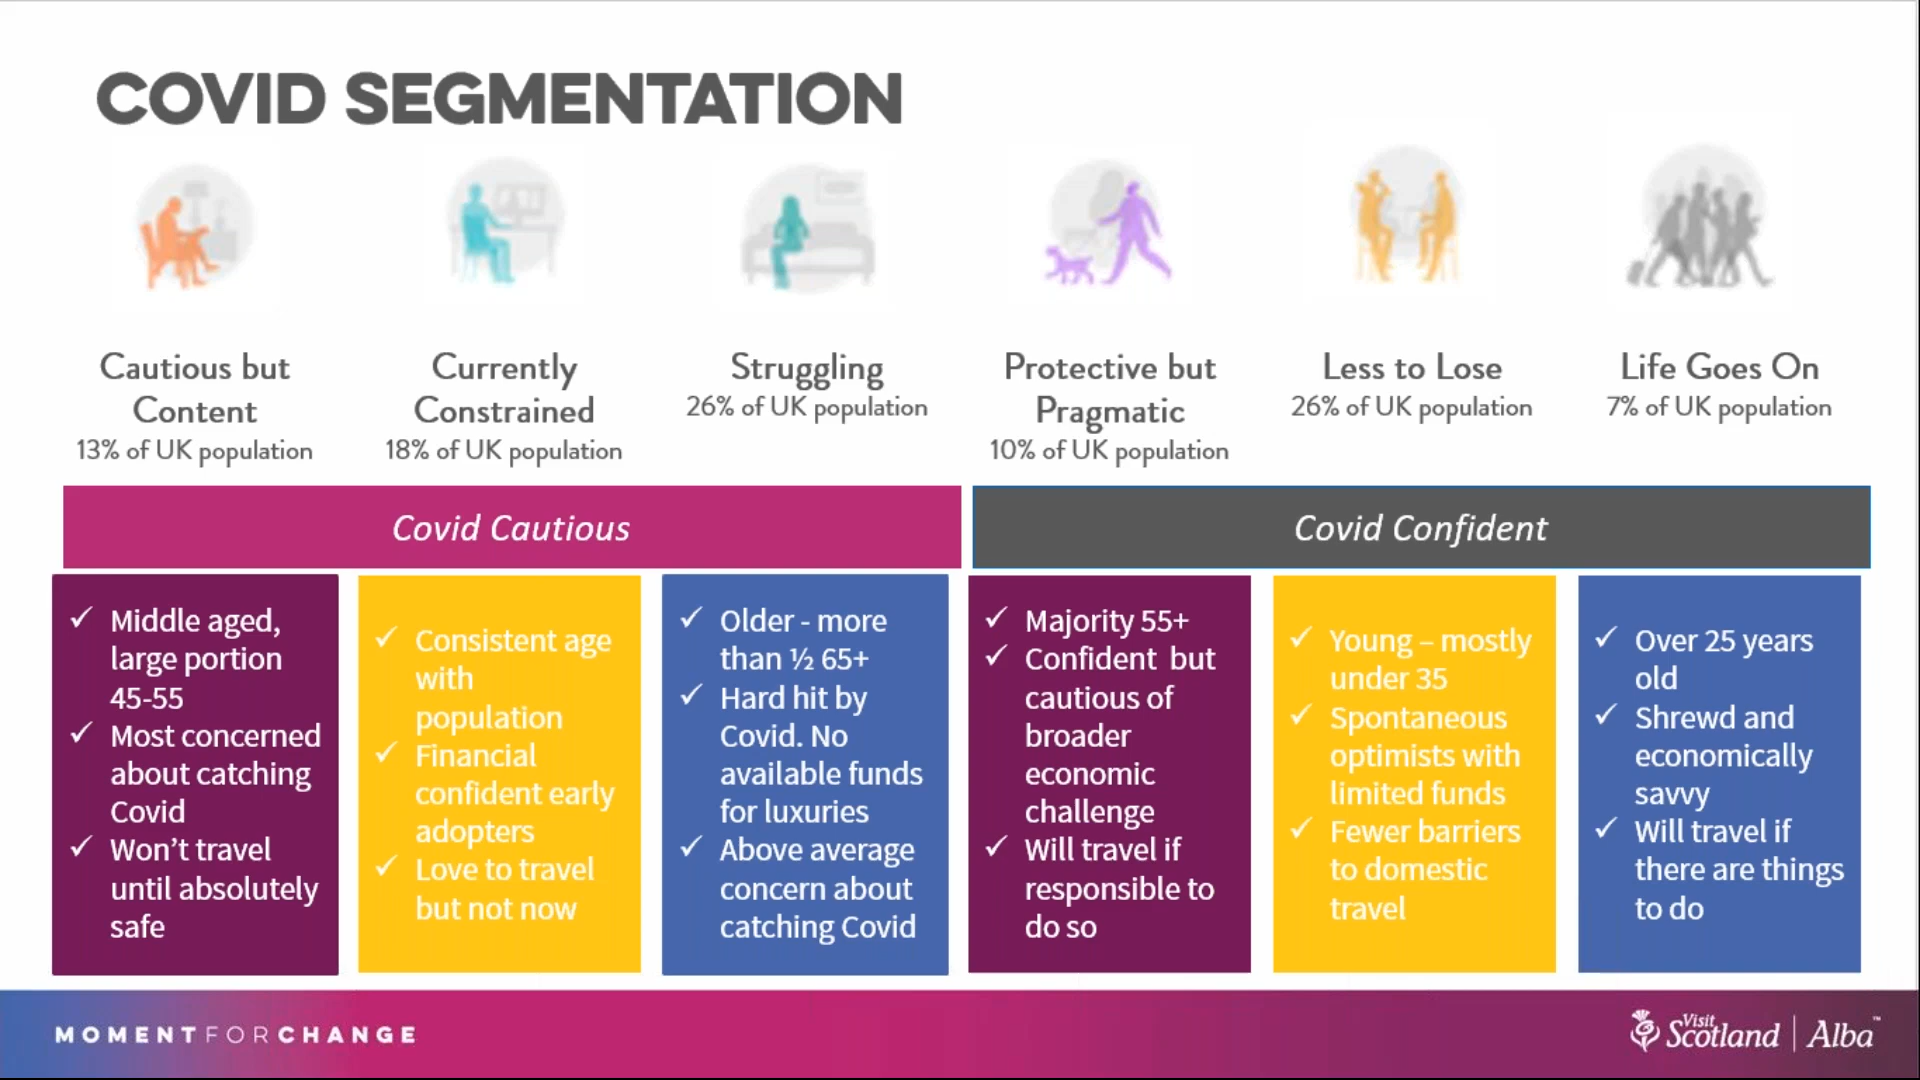 COVID SEGMENTATION
Cautious but
Content
13% of UK population
Currently
Constrained
18% of UK population
Struggling
26% of UK population
Protective but
Pragmatic
10% of UK population
Less to Lose
26% of UK population
Life Goes On
7% of UK population
Covid Cautious
Covid Confident
✓ Middle aged,
large portion
45-55
✓ Most concerned
about catching
Covid
✓ Won’t travel
until absolutely
safe
✓ Consistent age
with
population
✓ Financial
confident early
adopters
✓ Love to travel
but not now
✓ Older - more
than ½ 65+
✓ Hard hit by
Covid. No
available funds
for luxuries
✓ Above average
concern about
catching Covid
✓ Majority 55+
✓ Confident but
cautious of
broader
economic
challenge
✓ Will travel if
responsible to
do so
✓ Young – mostly
under 35
✓ Spontaneous
optimists with
limited funds
✓ Fewer barriers
to domestic
travel
✓ Over 25 years
old
✓ Shrewd and
economically
savvy
✓ Will travel if
there are things
to do
MOMENTFORCHANGE
Visit
Scotland | Alba™